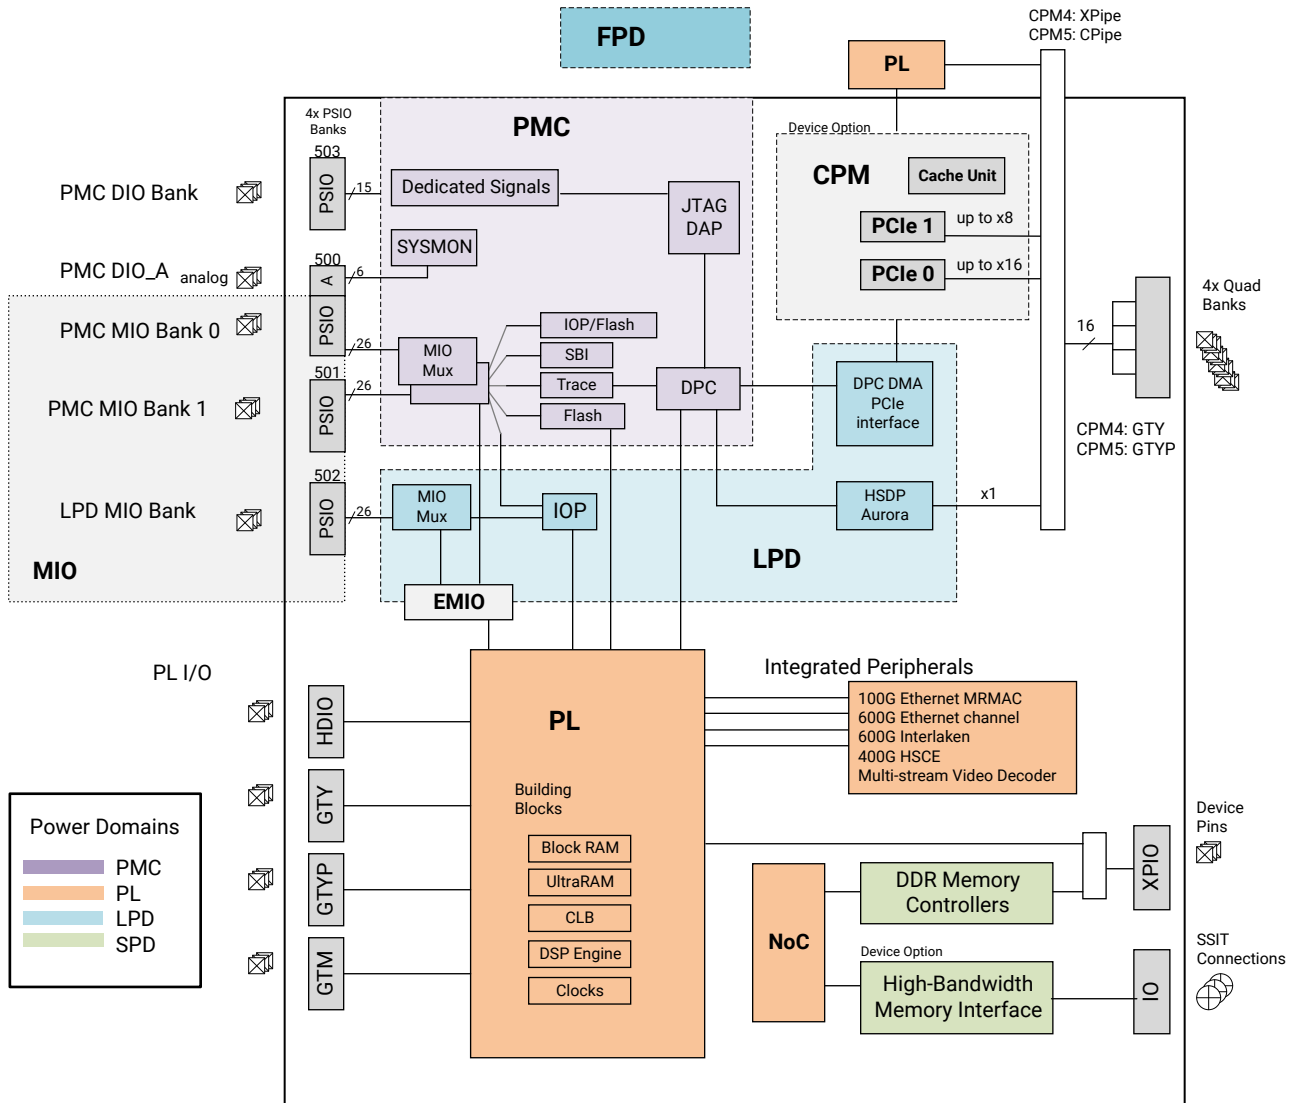 FPD
CPM4: XPipe
CPM5: CPipe
PL
4x PSIO
Banks
PMC
Device Option
503
PMC DIO Bank
PSIO
15
Dedicated Signals
JTAG
DAP
CPM
Cache Unit
PCIe 1
up to x8
SYSMON
PMC DIO_A
analog
500
A
6
PCIe 0
up to x16
4x Quad
Banks
PMC MIO Bank 0
PSIO
26
MIO
Mux
IOP/Flash
SBI
Trace
Flash
16
501
PMC MIO Bank 1
PSIO
26
DPC
DPC DMA
PCIe
interface
CPM4: GTY
CPM5: GTYP
502
LPD MIO Bank
PSIO
26
MIO
Mux
IOP
HSDP
Aurora
x1
LPD
MIO
EMIO
PL I/O
Integrated Peripherals
100G Ethernet MRMAC
600G Ethernet channel
600G Interlaken
400G HSCE
Multi-stream Video Decoder
HDIO
PL
GTY
Building
Blocks
Block RAM
UltraRAM
CLB
DSP Engine
Clocks
GTYP
GTM
Power Domains
PMC
PL
LPD
SPD
NoC
DDR Memory
Controllers
XPIO
Device
Pins
Device Option
High-Bandwidth
Memory Interface
IO
SSIT
Connections